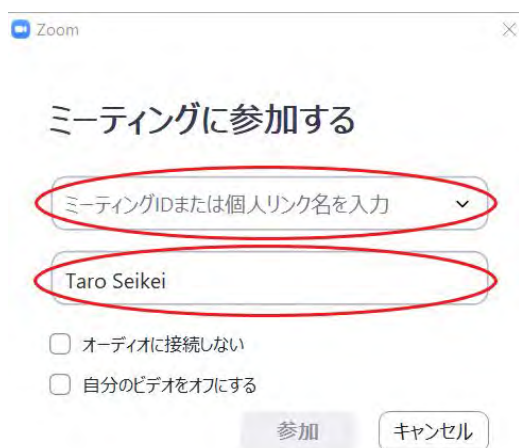 Zoom
ミーティングに参加する
ミーティングIDまたは個人リンク名を入力
Taro Seikei
オーディオに接続しない
自分のビデオをオフにする
参加 キャンセル